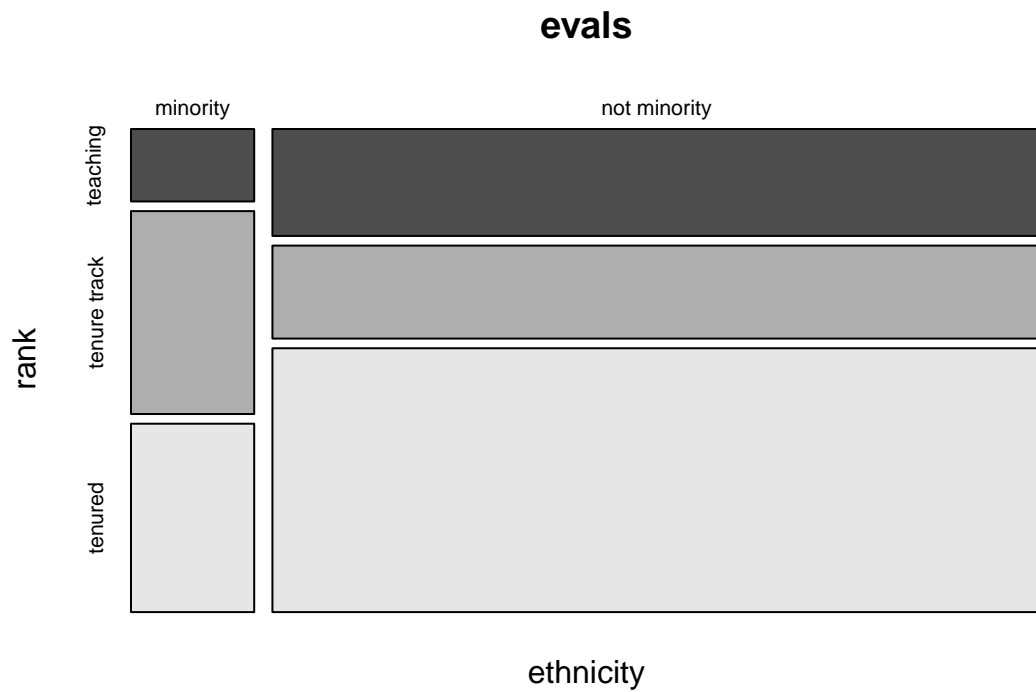 evals
minority
not minority
teaching
tenure track
tenured
rank
ethnicity